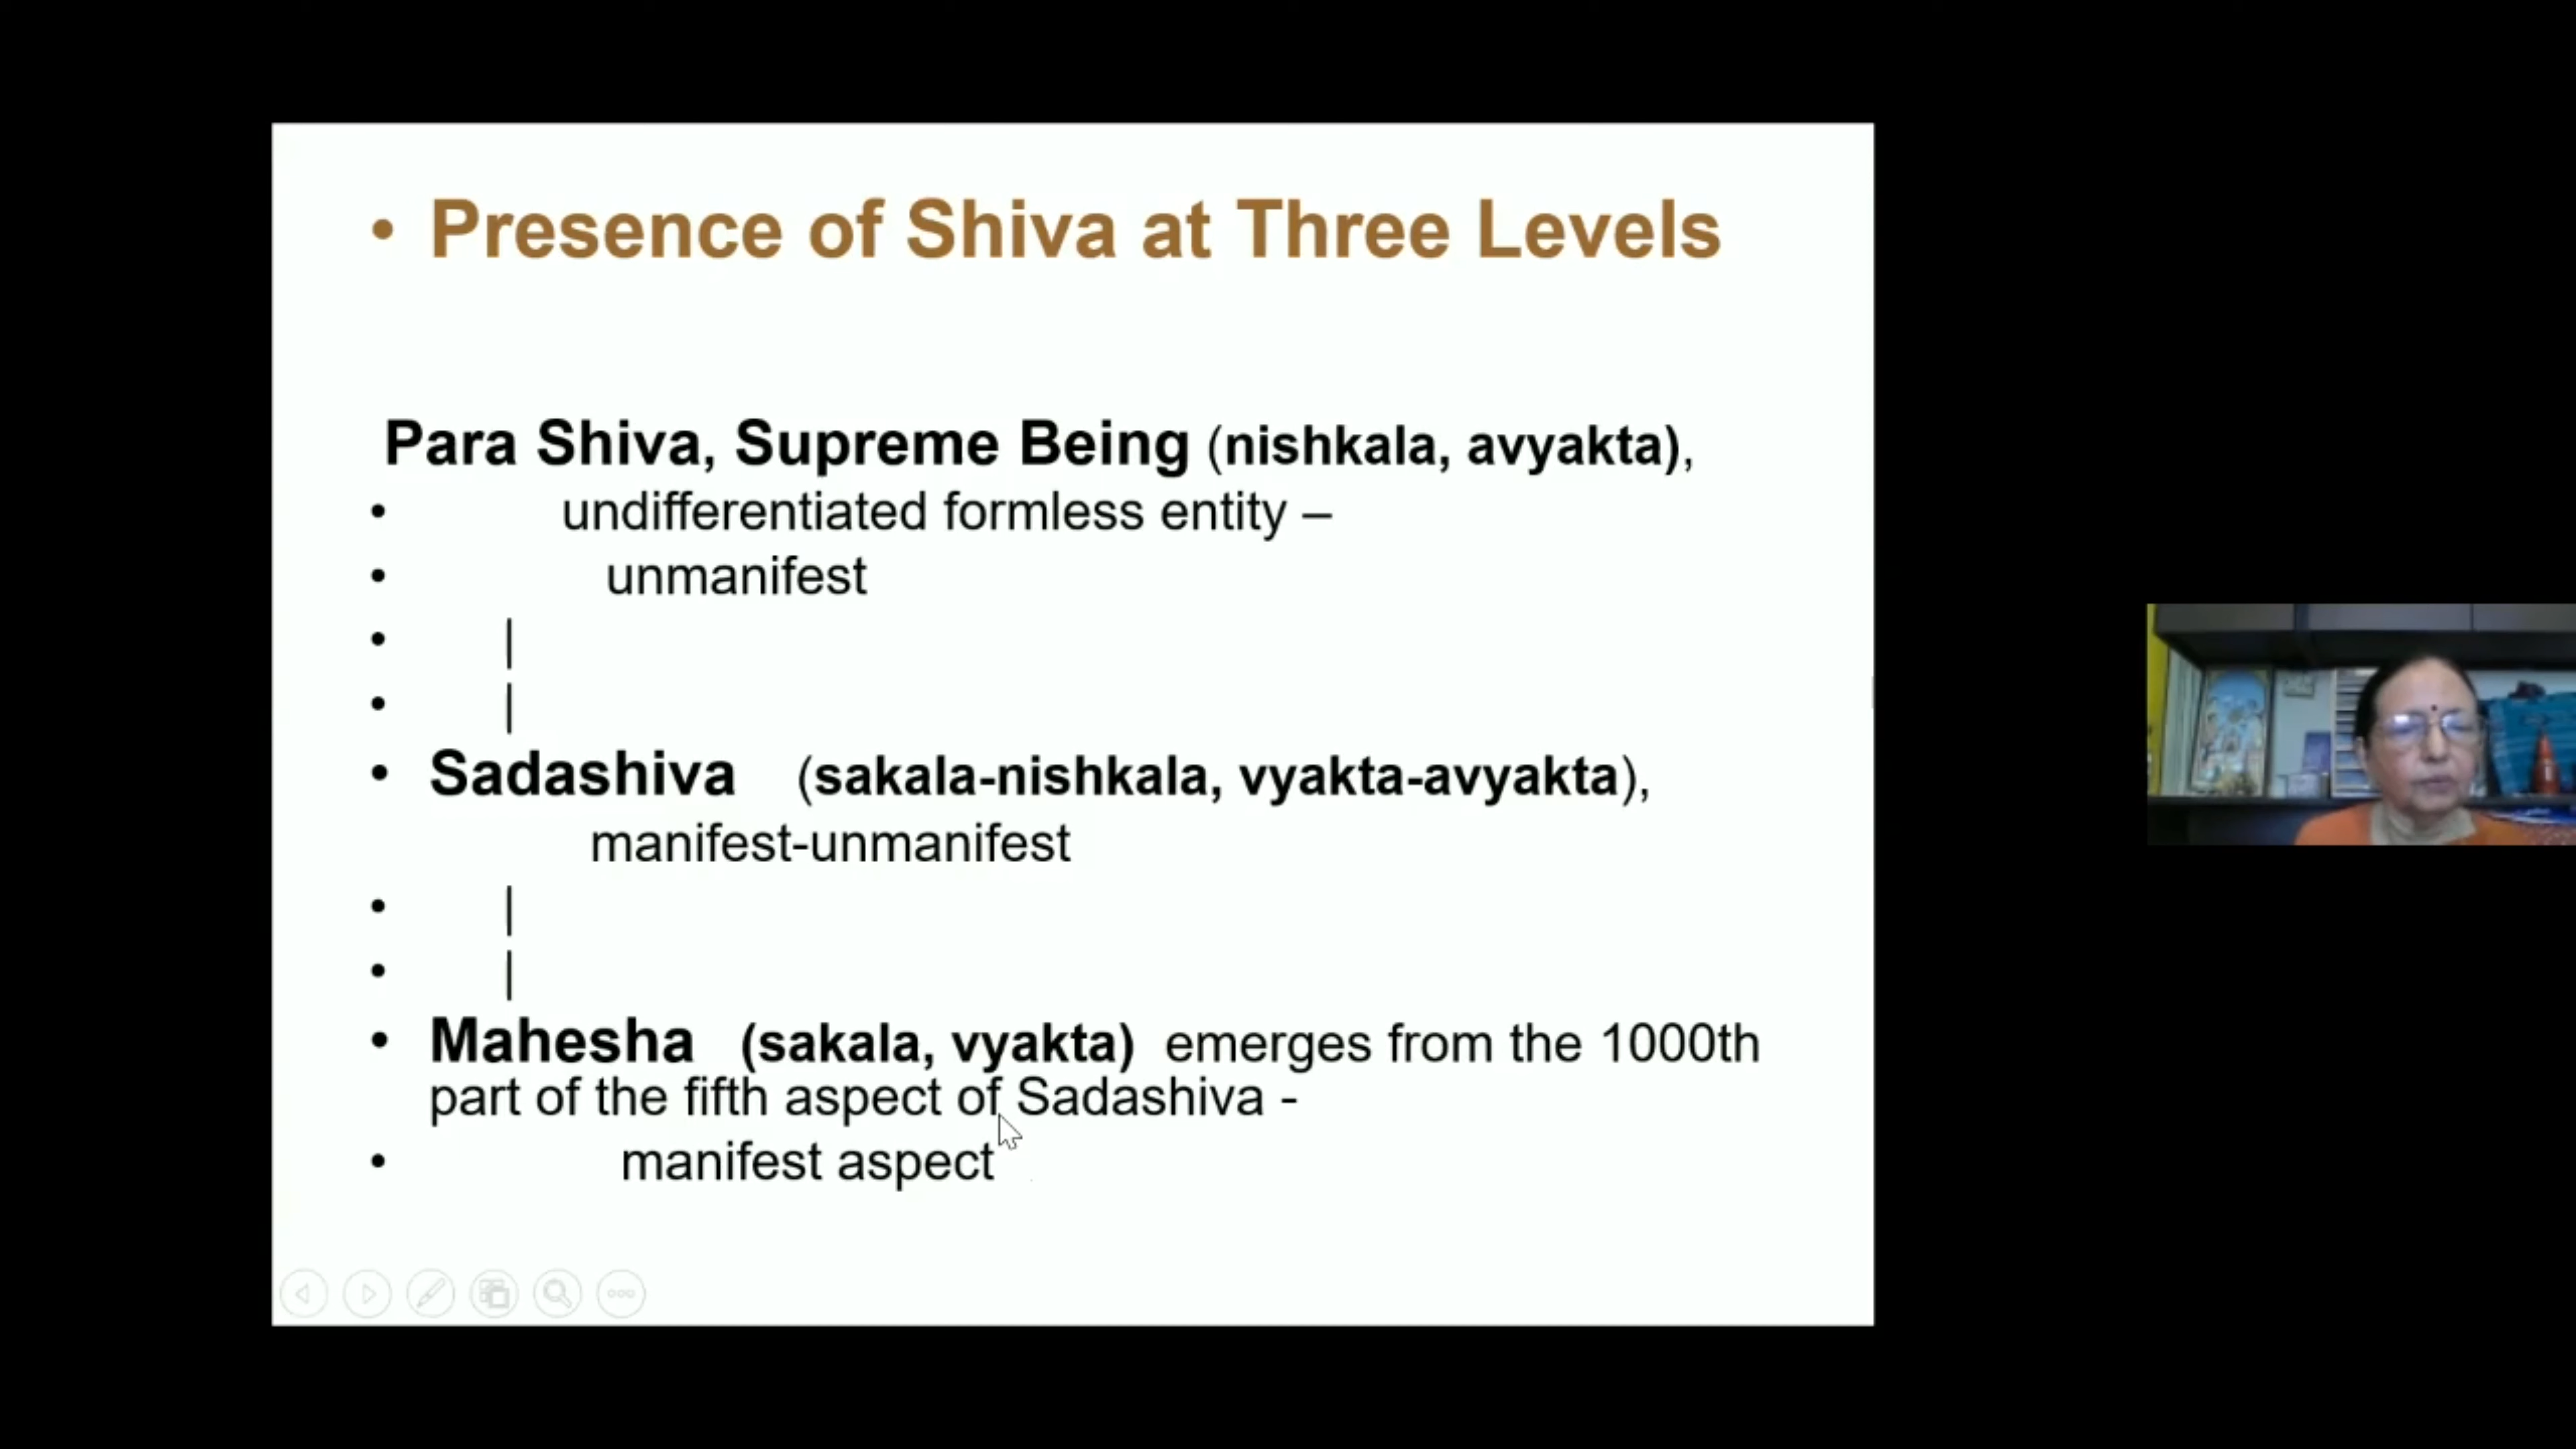 • Presence of Shiva at Three Levels
Para Shiva, Supreme Being (nishkala, avyakta),
• undifferentiated formless entity –
• unmanifest
• |
• |
• Sadashiva (sakala-nishkala, vyakta-avyakta),
manifest-unmanifest
• |
• |
• Mahesha (sakala, vyakta) emerges from the 1000th
part of the fifth aspect of Sadashiva -
• manifest aspect